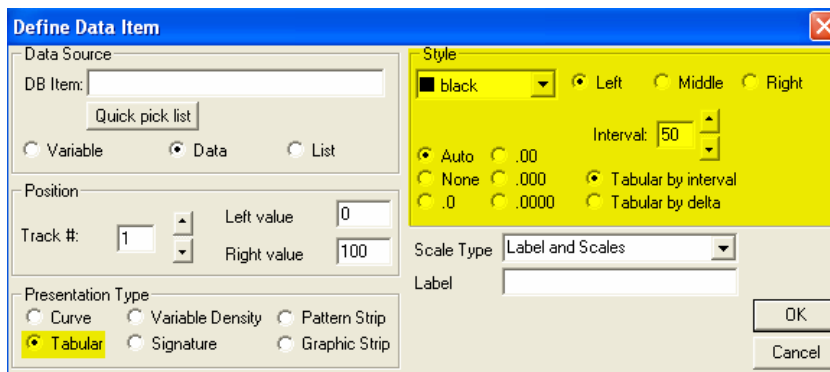 Define Data Item
Data Source
DB Item:
Quick pick list
Variable Data List
Position
Track #: 1
Left value 0
Right value 100
Presentation Type
Curve Variable Density Pattern Strip
Tabular Signature Graphic Strip
Style
black Left Middle Right
Interval: 50
Auto .00
None .000 Tabular by interval
.0 .0000 Tabular by delta
Scale Type Label and Scales
Label
OK
Cancel